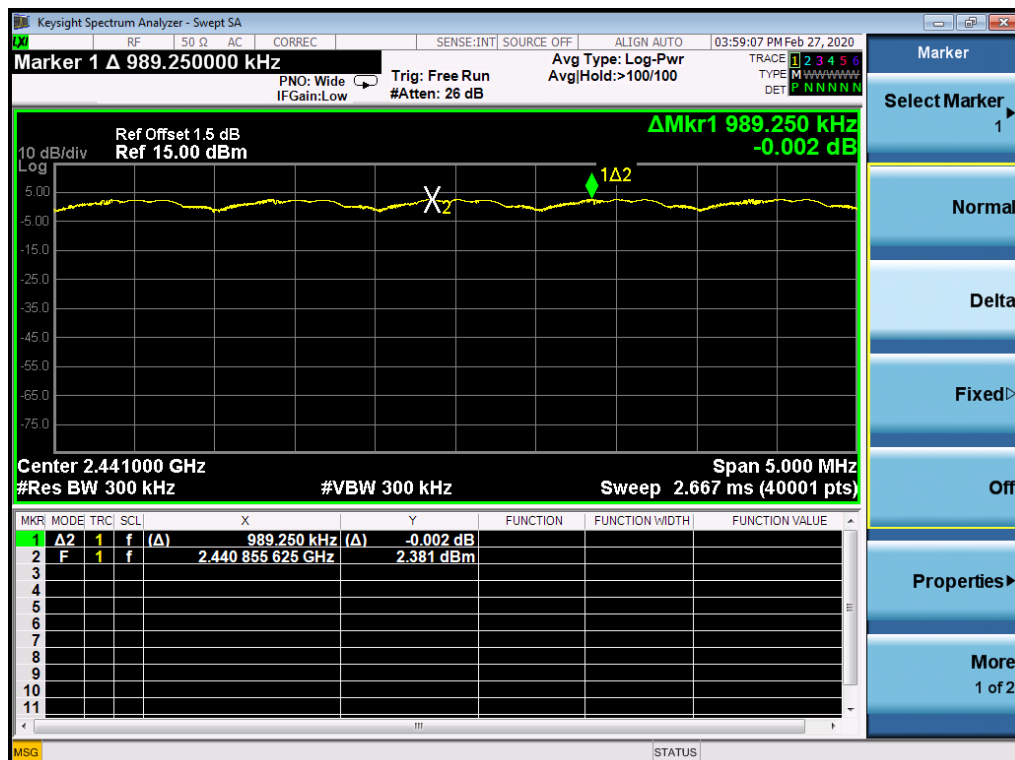 Keysight Spectrum Analyzer - Swept SA
LXI RF 50 Ω AC CORREC SENSE:INT SOURCE OFF ALIGN AUTO 03:59:07 PM Feb 27, 2020
Marker 1 Δ 989.250000 kHz
PNO: Wide
IFGain:Low
Trig: Free Run
#Atten: 26 dB
Avg Type: Log-Pwr
Avg|Hold:>100/100
TRACE 1 2 3 4 5 6
TYPE M W W W W W
DET P N N N N N
Ref Offset 1.5 dB
10 dB/div Ref 15.00 dBm
ΔMkr1 989.250 kHz
-0.002 dB
Log
5.00
-5.00
-15.0
-25.0
-35.0
-45.0
-55.0
-65.0
-75.0
1Δ2
2
Center 2.441000 GHz Span 5.000 MHz
#Res BW 300 kHz #VBW 300 kHz Sweep 2.667 ms (40001 pts)
MKR MODE TRC SCL X Y FUNCTION FUNCTION WIDTH FUNCTION VALUE
1 Δ2 1 f (Δ) 989.250 kHz (Δ) -0.002 dB
2 F 1 f 2.440 855 625 GHz 2.381 dBm
3
4
5
6
7
8
9
10
11
MSG STATUS
Marker
Select Marker
1
Normal
Delta
Fixed
Off
Properties
More
1 of 2